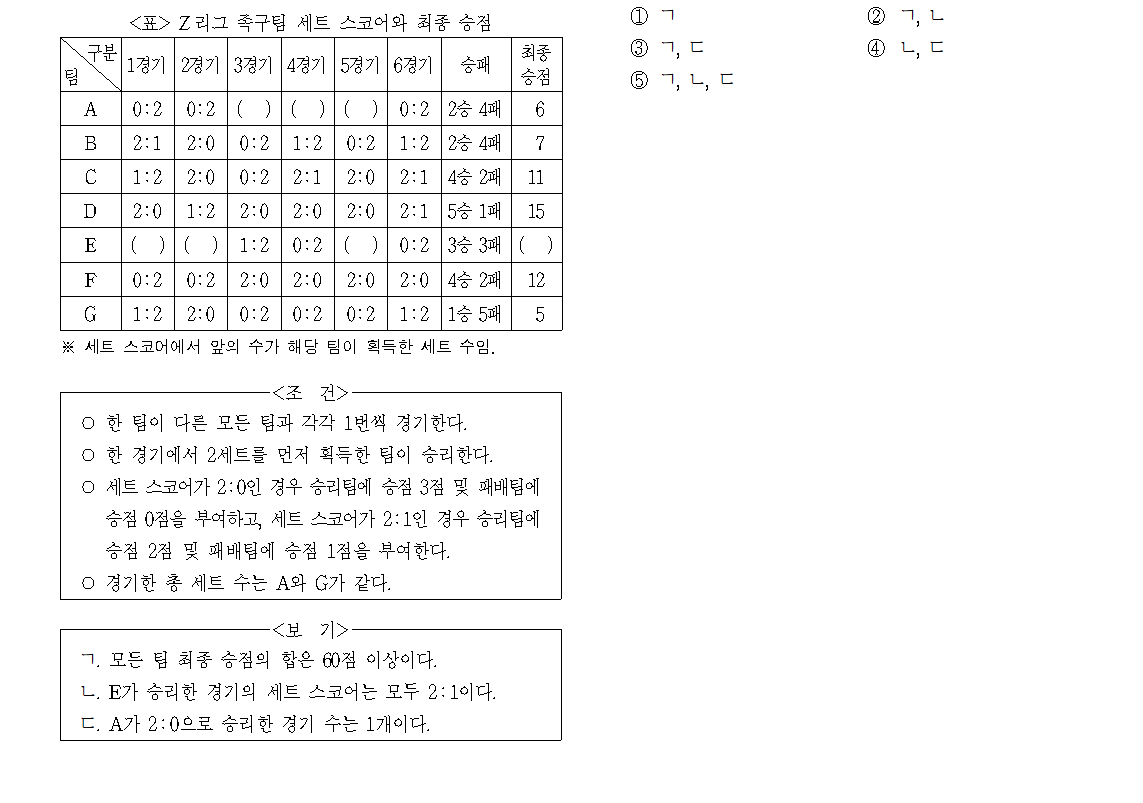 <표> Z리그 족구팀 세트 스코어와 최종 승점
구분 팀 1경기 2경기 3경기 4경기 5경기 6경기 승패 최종 승점
A 0:2 0:2 ( ) ( ) ( ) 0:2 2승 4패 6
B 2:1 2:0 0:2 1:2 0:2 1:2 2승 4패 7
C 1:2 2:0 0:2 2:1 2:0 2:1 4승 2패 11
D 2:0 1:2 2:0 2:0 2:0 2:1 5승 1패 15
E ( ) ( ) 1:2 0:2 ( ) 0:2 3승 3패 ( )
F 0:2 0:2 2:0 2:0 2:0 2:0 4승 2패 12
G 1:2 2:0 0:2 0:2 0:2 1:2 1승 5패 5
※ 세트 스코어에서 앞의 수가 해당 팀이 획득한 세트 수임.
<조 건>
○ 한 팀이 다른 모든 팀과 각각 1번씩 경기한다.
○ 한 경기에서 2세트를 먼저 획득한 팀이 승리한다.
○ 세트 스코어가 2:0인 경우 승리팀에 승점 3점 및 패배팀에
승점 0점을 부여하고, 세트 스코어가 2:1인 경우 승리팀에
승점 2점 및 패배팀에 승점 1점을 부여한다.
○ 경기한 총 세트 수는 A와 G가 같다.
<보 기>
ㄱ. 모든 팀 최종 승점의 합은 60점 이상이다.
ㄴ. E가 승리한 경기의 세트 스코어는 모두 2:1이다.
ㄷ. A가 2:0으로 승리한 경기 수는 1개이다.
① ㄱ ② ㄱ, ㄴ
③ ㄱ, ㄷ ④ ㄴ, ㄷ
⑤ ㄱ, ㄴ, ㄷ